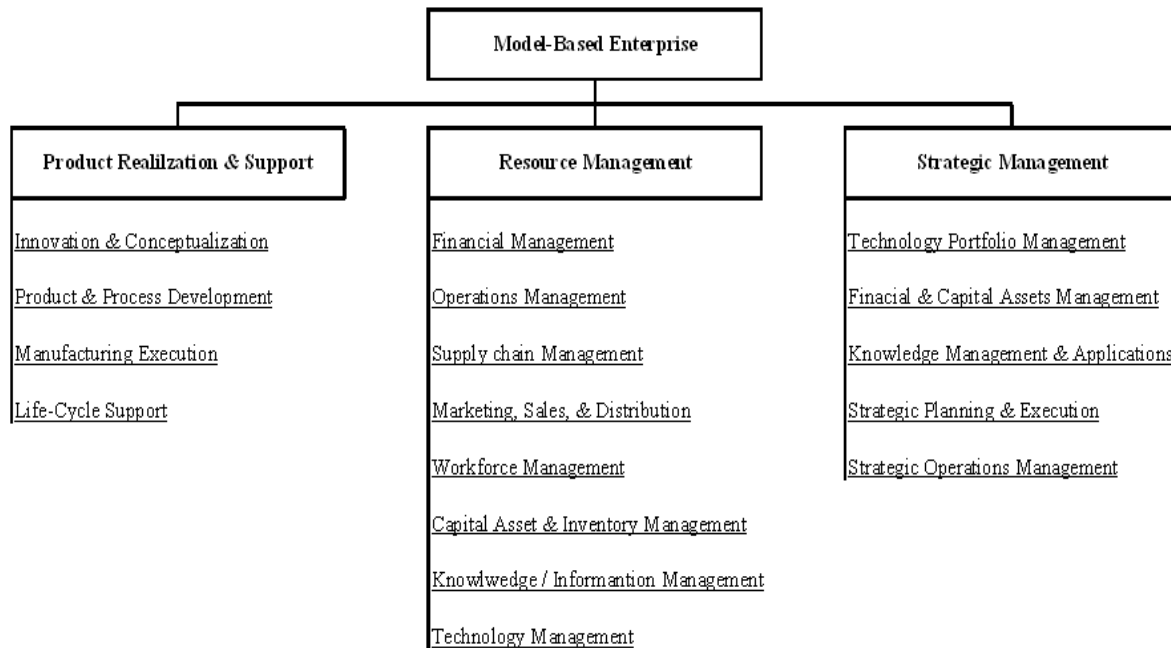 Model-Based Enterprise
Product Realilzation & Support
Innovation & Conceptualization
Product & Process Development
Manufacturing Execution
Life-Cycle Support
Resource Management
Financial Management
Operations Management
Supply chain Management
Marketing, Sales, & Distribution
Workforce Management
Capital Asset & Inventory Management
Knowlwedge / Informantion Management
Technology Management
Strategic Management
Technology Portfolio Management
Finacial & Capital Assets Management
Knowledge Management & Applications
Strategic Planning & Execution
Strategic Operations Management